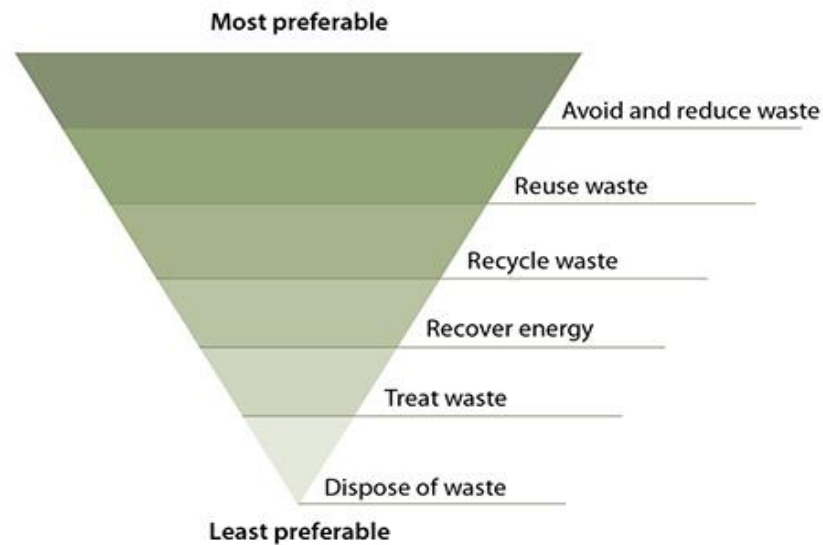 Most preferable
Avoid and reduce waste
Reuse waste
Recycle waste
Recover energy
Treat waste
Dispose of waste
Least preferable